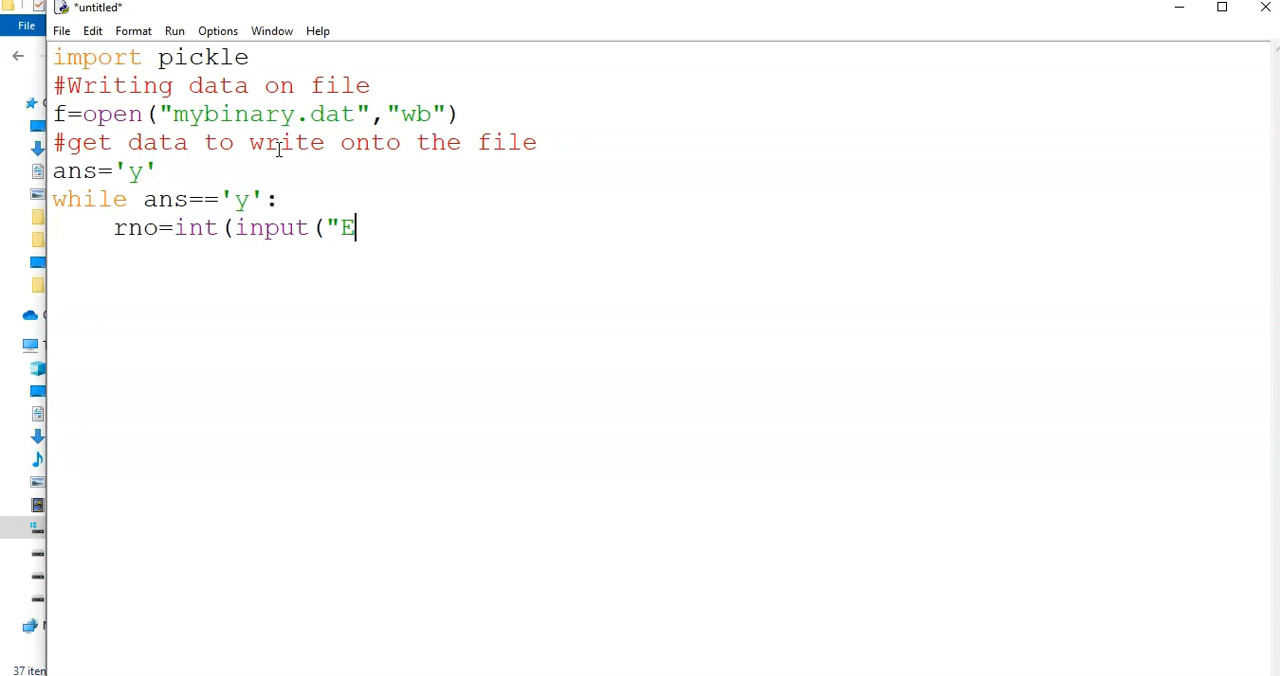 *untitled*
File
File Edit Format Run Options Window Help
import pickle
#Writing data on file
f=open("mybinary.dat","wb")
#get data to write onto the file
ans='y'
while ans=='y':
rno=int(input("E
37 iten